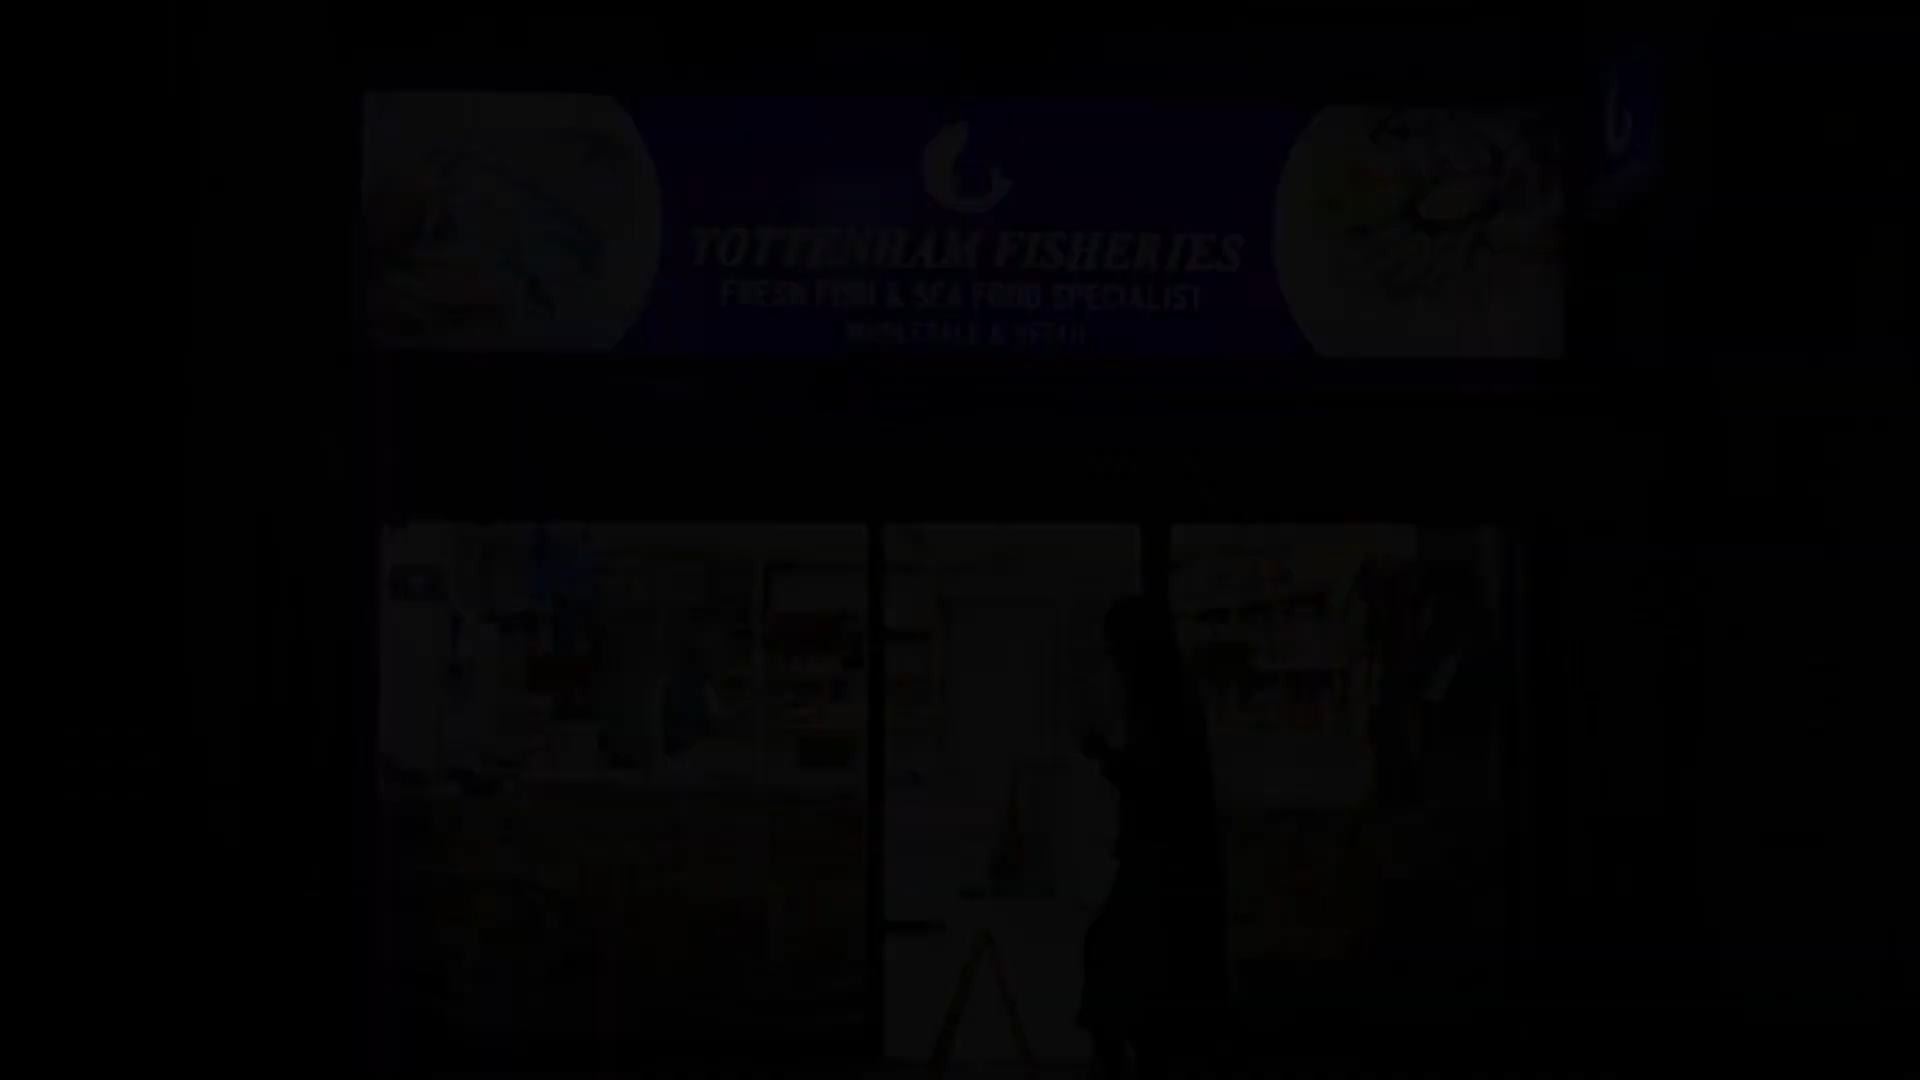 TOTTENHAM FISHERIES
FRESH FISH & SEA FOOD SPECIALIST
WHOLESALE & RETAIL